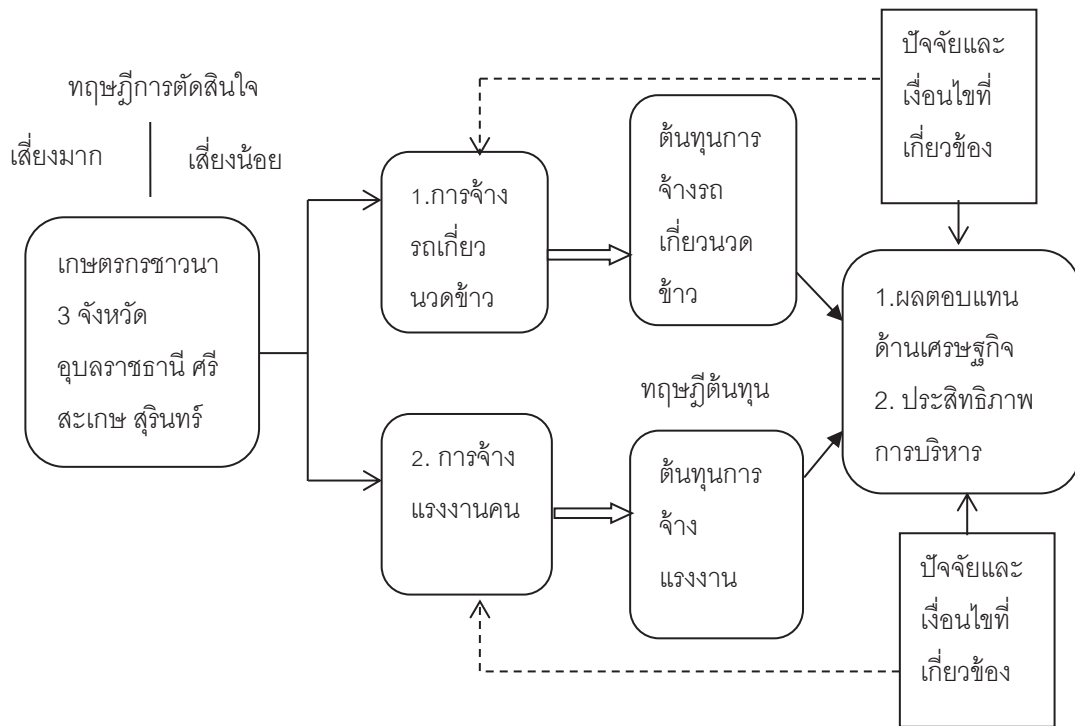 ทฤษฎีการตัดสินใจ
เสี่ยงมาก
เสี่ยงน้อย
เกษตรกรชาวนา
3 จังหวัด
อุบลราชธานี ศรี
สะเกษ สุรินทร์
1.การจ้าง
รถเกี่ยว
นวดข้าว
2. การจ้าง
แรงงานคน
ต้นทุนการ
จ้างรถ
เกี่ยวนวด
ข้าว
ทฤษฎีต้นทุน
ต้นทุนการ
จ้าง
แรงงาน
ปัจจัยและ
เงื่อนไขที่
เกี่ยวข้อง
1.ผลตอบแทน
ด้านเศรษฐกิจ
2. ประสิทธิภาพ
การบริหาร
ปัจจัยและ
เงื่อนไขที่
เกี่ยวข้อง